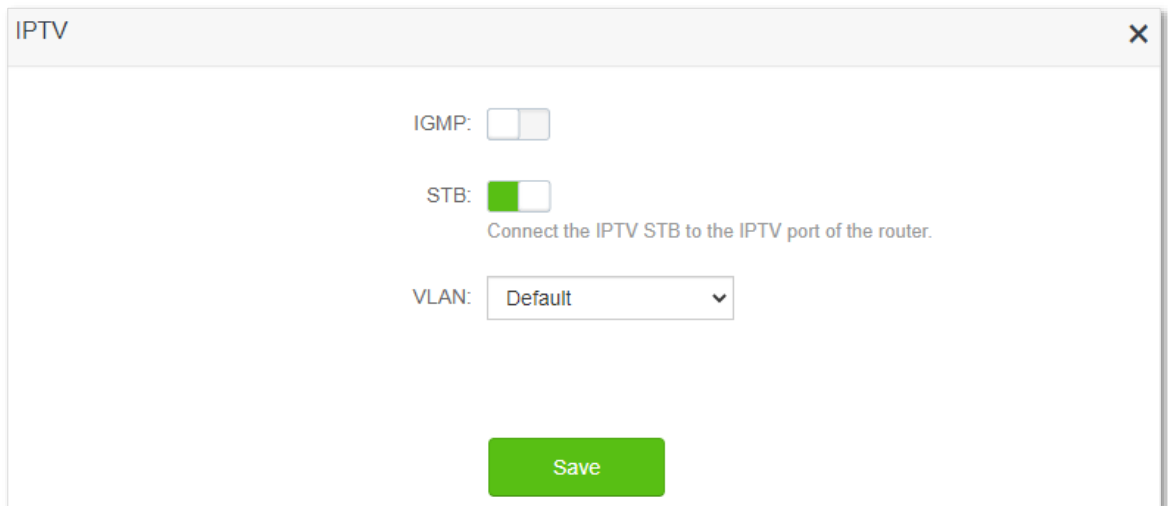 IPTV
IGMP:
STB:
Connect the IPTV STB to the IPTV port of the router.
VLAN: Default
Save